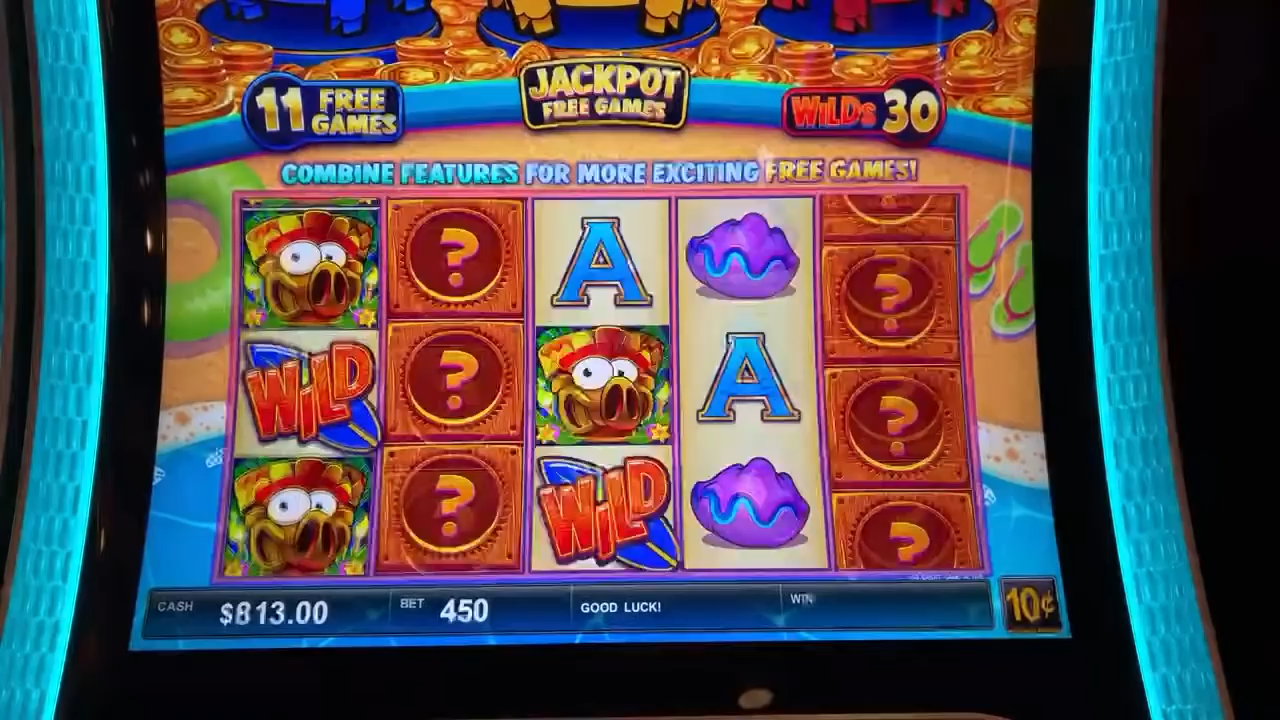 11 FREE GAMES
JACKPOT
FREE GAMES
WILDS 30
COMBINE FEATURES FOR MORE EXCITING FREE GAMES!
?
A
?
?
WILD
?
A
?
?
WILD
?
CASH $813.00
BET 450
GOOD LUCK!
WIN
10¢